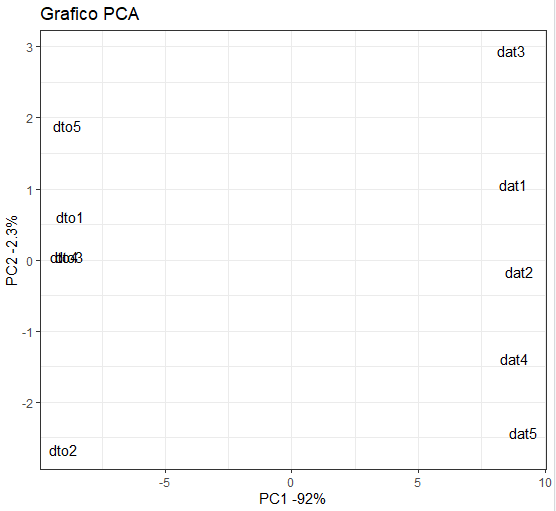 Grafico PCA
3
2
1
0
-1
-2
PC2 -2.3%
dat3
dto5
dat1
dto1
dto3
dat2
dat4
dat5
dto2
-5
0
5
10
PC1 -92%